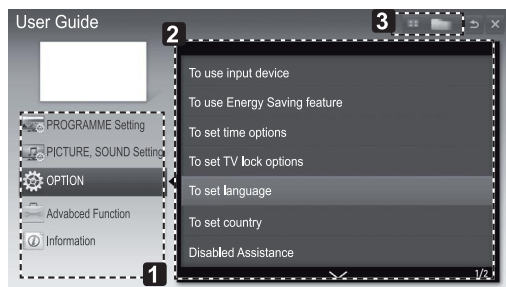 User Guide
3
2
To use input device
To use Energy Saving feature
To set time options
To set TV lock options
To set language
To set country
Disabled Assistance
1/2
PROGRAMME Setting
PICTURE, SOUND Setting
OPTION
Advabced Function
Information
1